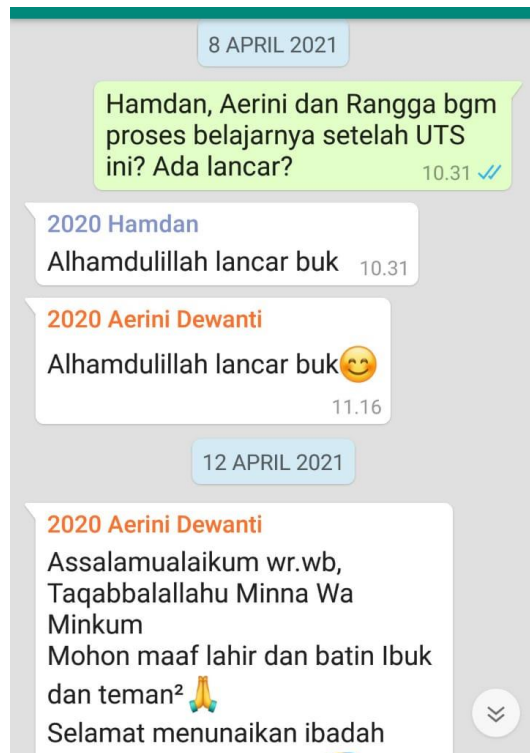 8 APRIL 2021
Hamdan, Aerini dan Rangga bgm
proses belajarnya setelah UTS
ini? Ada lancar?
10.31
2020 Hamdan
Alhamdulillah lancar buk 10.31
2020 Aerini Dewanti
Alhamdulillah lancar buk😊
11.16
12 APRIL 2021
2020 Aerini Dewanti
Assalamualaikum wr.wb,
Taqabbalallahu Minna Wa
Minkum
Mohon maaf lahir dan batin Ibuk
dan teman² 🙏
Selamat menunaikan ibadah